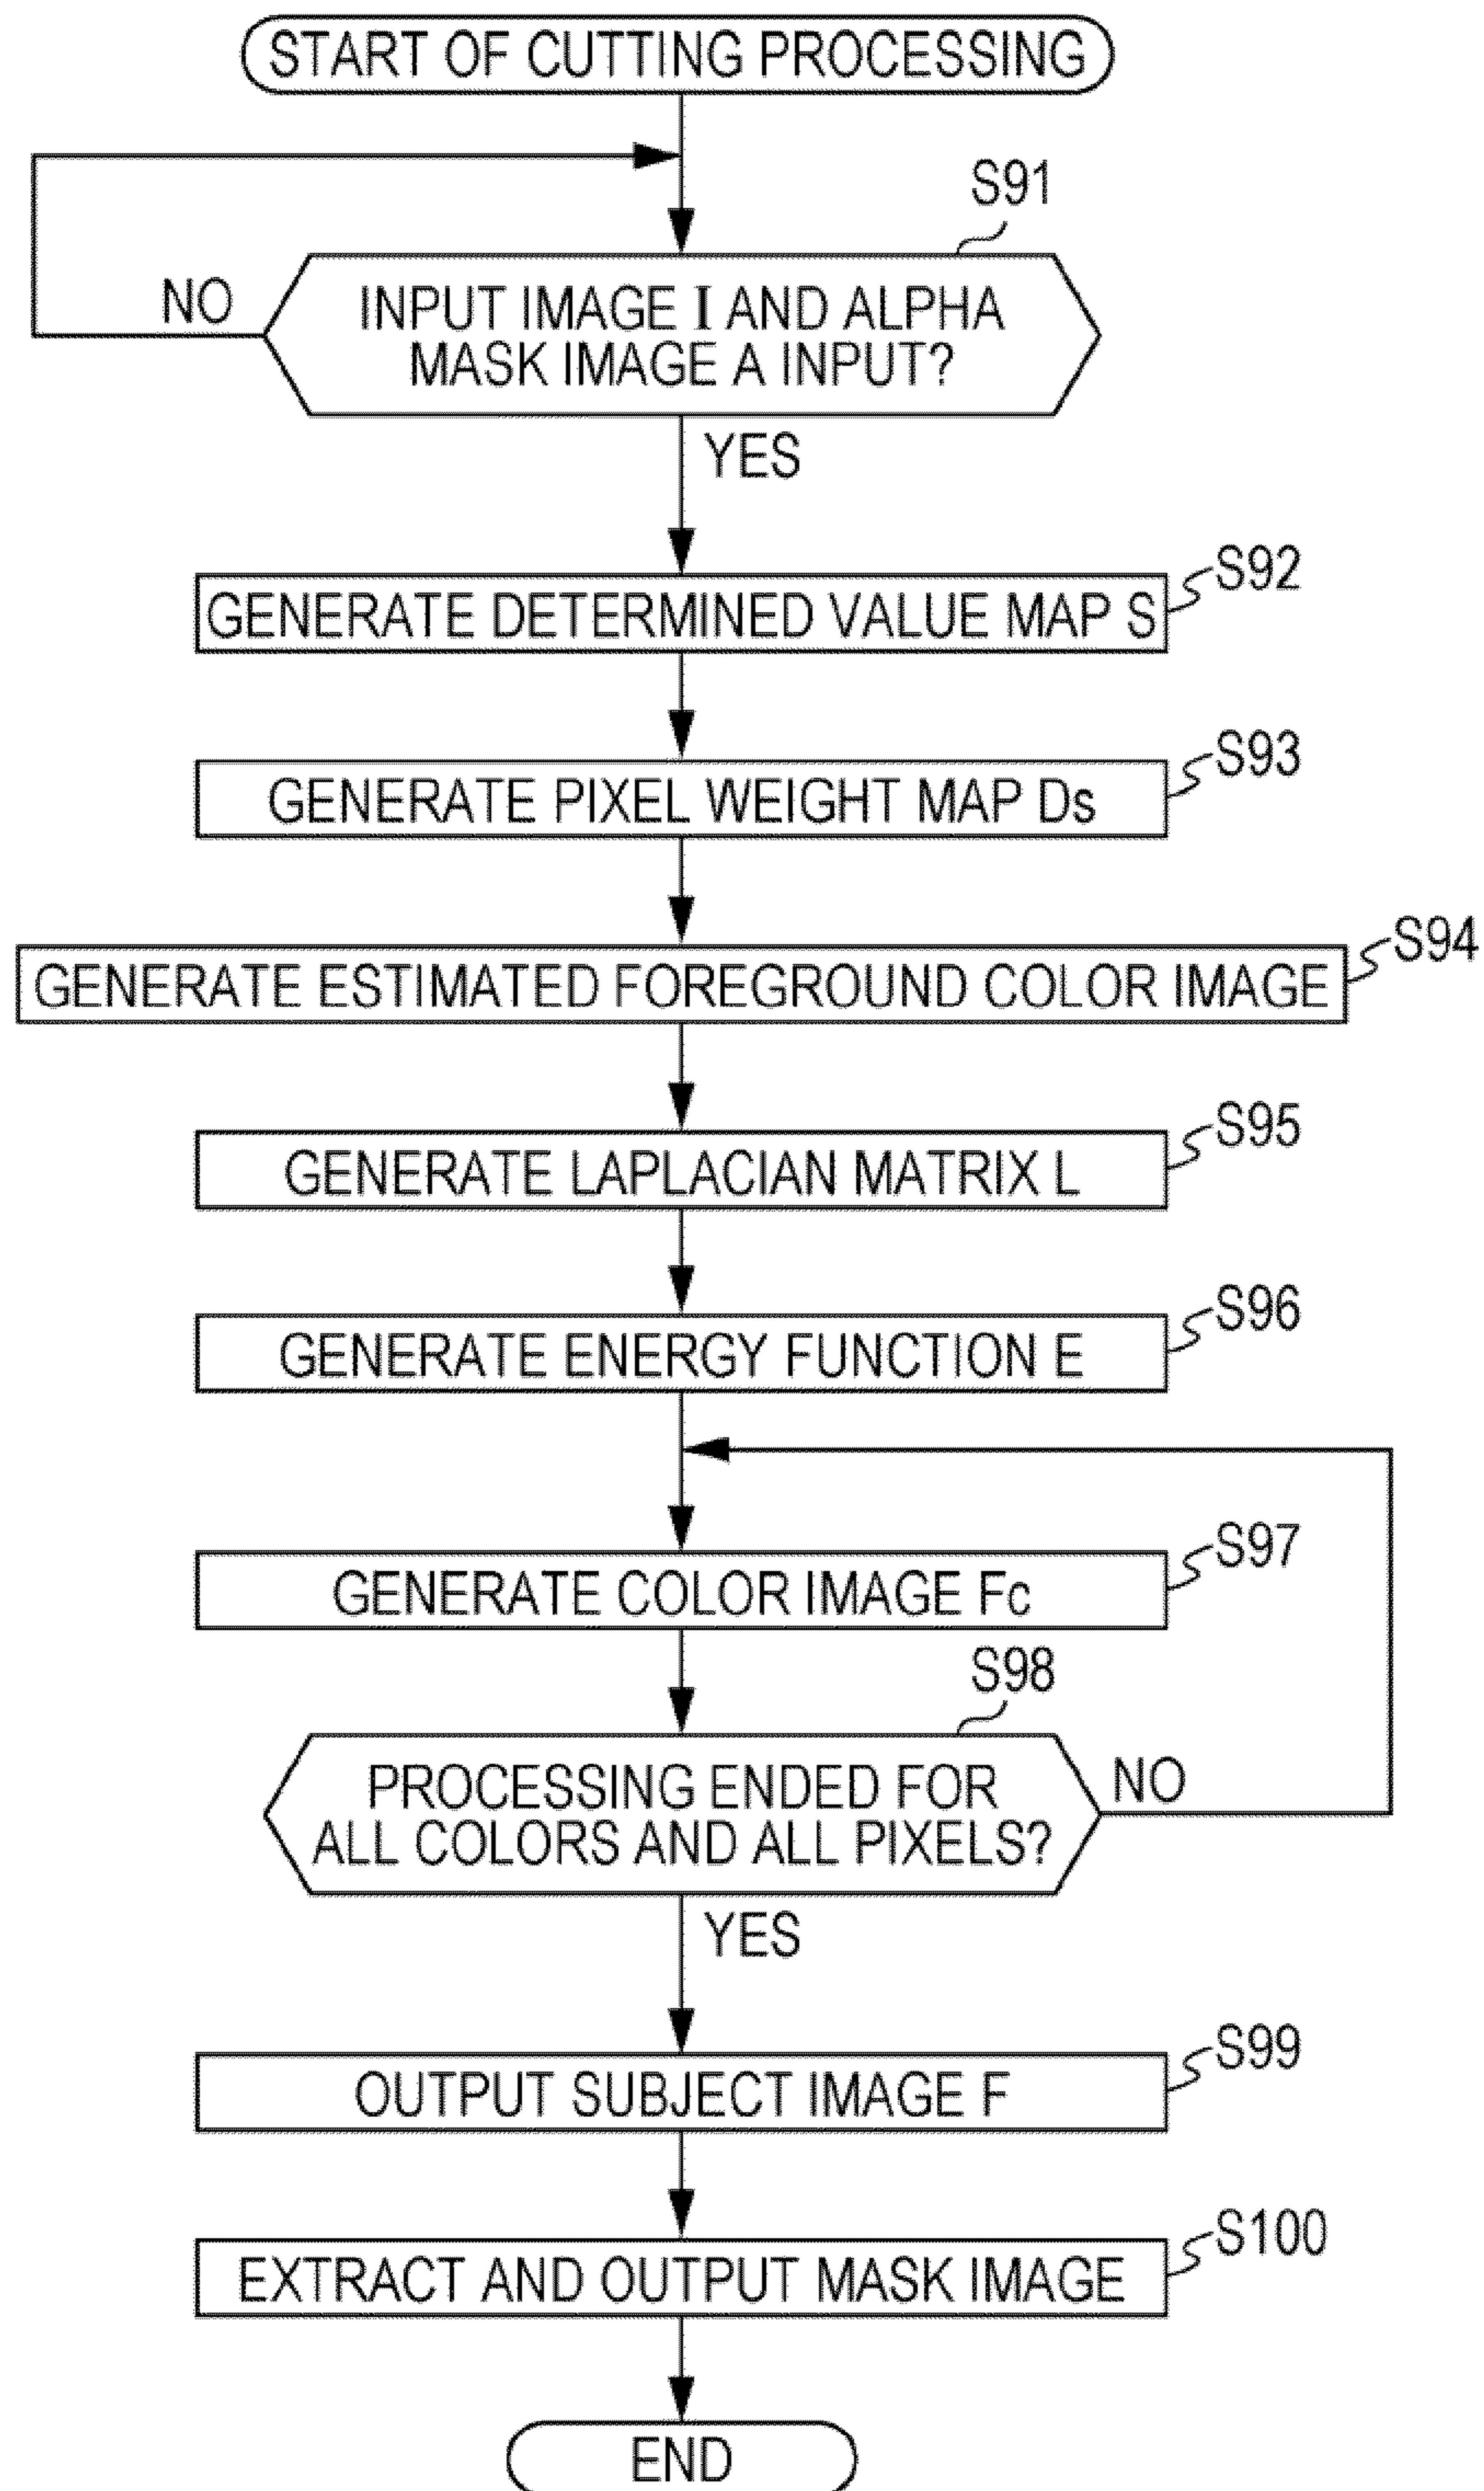 START OF CUTTING PROCESSING
S91
NO
INPUT IMAGE I AND ALPHA
MASK IMAGE A INPUT?
YES
S92
GENERATE DETERMINED VALUE MAP S
S93
GENERATE PIXEL WEIGHT MAP Ds
S94
GENERATE ESTIMATED FOREGROUND COLOR IMAGE
S95
GENERATE LAPLACIAN MATRIX L
S96
GENERATE ENERGY FUNCTION E
S97
GENERATE COLOR IMAGE Fc
S98
PROCESSING ENDED FOR
ALL COLORS AND ALL PIXELS?
NO
YES
S99
OUTPUT SUBJECT IMAGE F
S100
EXTRACT AND OUTPUT MASK IMAGE
END